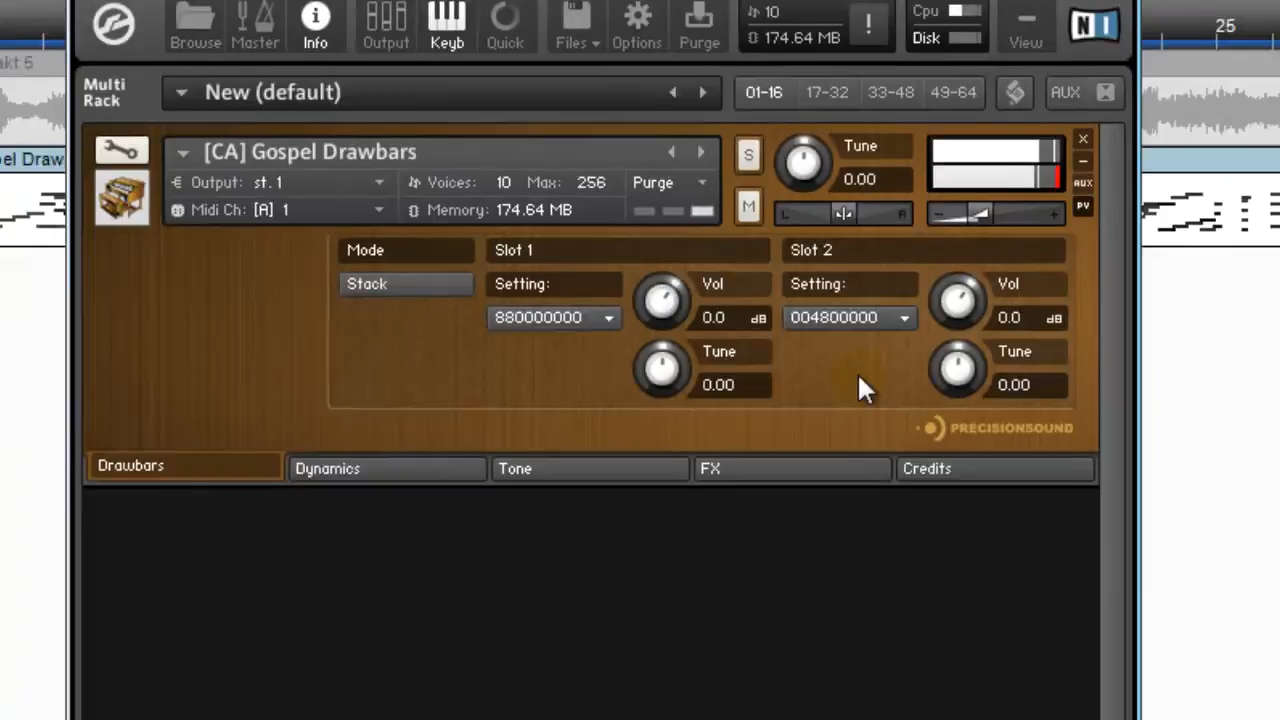 25
Browse Master Info Output Keyb Quick Files Options Purge
10
174.64 MB
!
Cpu
Disk
View
NI
akt 5
Multi
Rack
New (default)
01-16 17-32 33-48 49-64
AUX
[CA] Gospel Drawbars
Output: st. 1
Voices: 10 Max: 256
Purge
Midi Ch: [A] 1
Memory: 174.64 MB
S
M
Tune
0.00
L R
- +
x
-
AUX
PV
el Draw
Mode
Slot 1
Slot 2
Stack
Setting:
Vol
Setting:
Vol
880000000
0.0 dB
004800000
0.0 dB
Tune
Tune
0.00
0.00
PRECISIONSOUND
Drawbars
Dynamics
Tone
FX
Credits